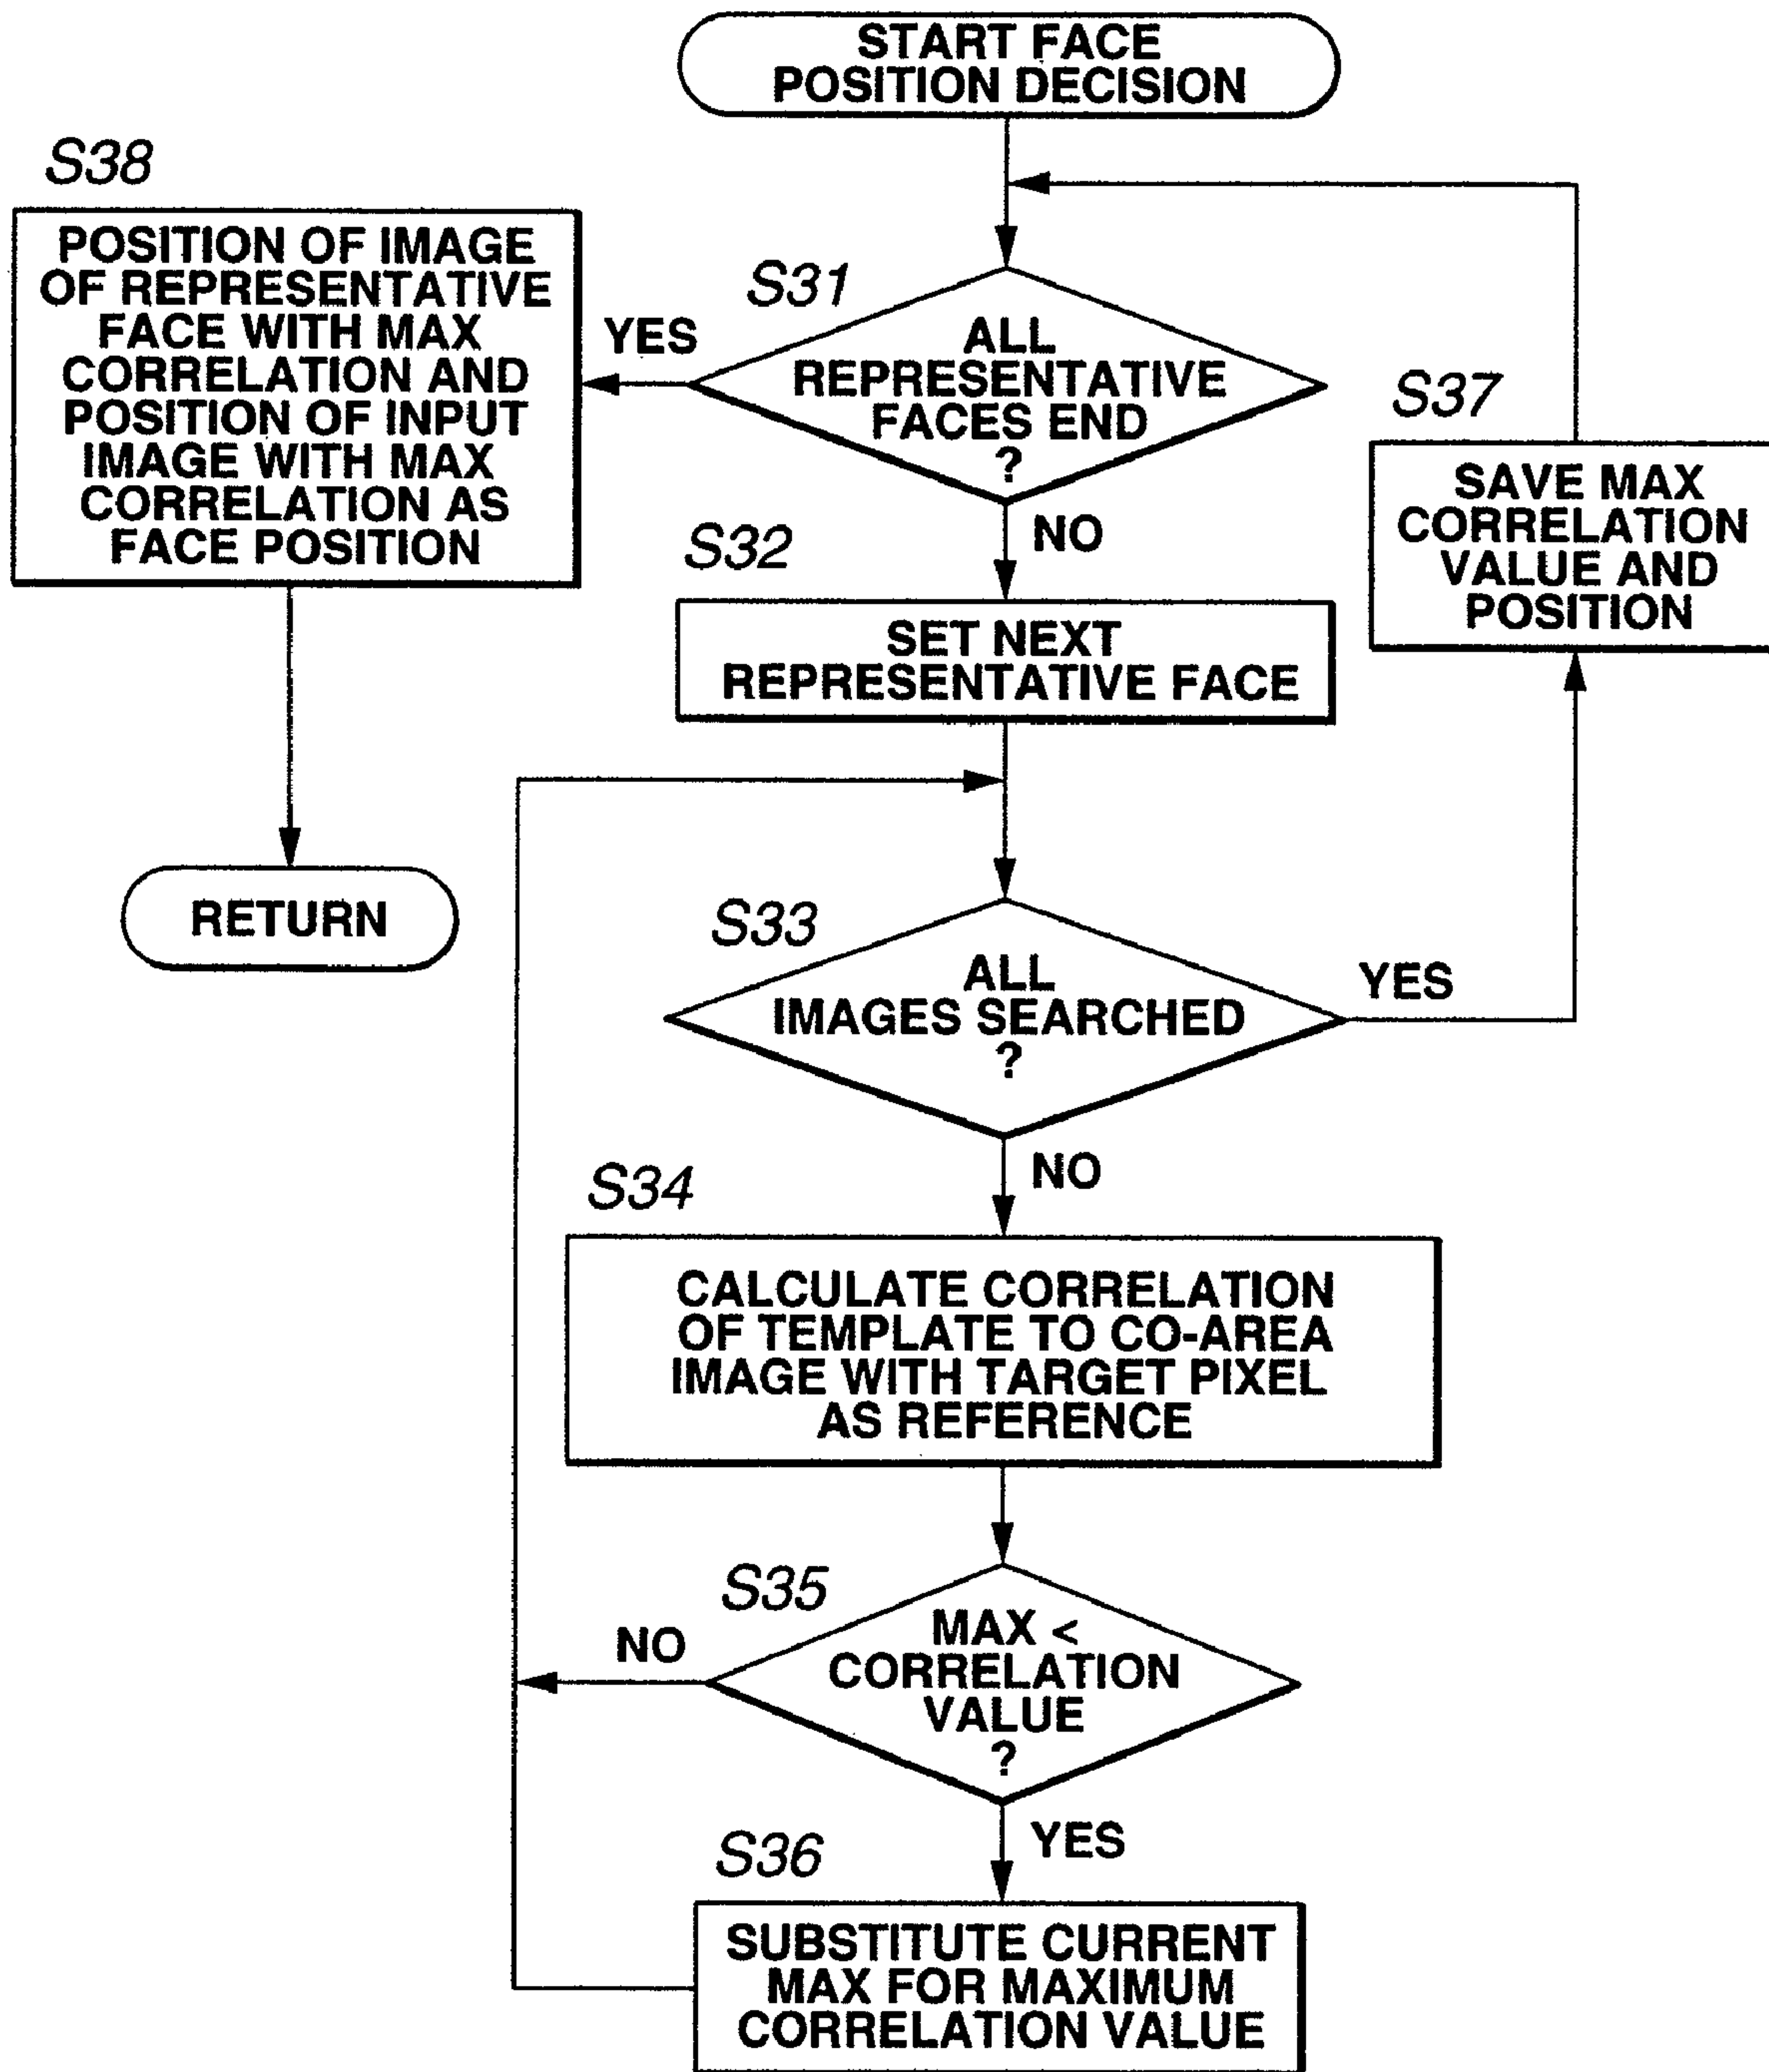 START FACE
POSITION DECISION
S38
POSITION OF IMAGE
OF REPRESENTATIVE
FACE WITH MAX
CORRELATION AND
POSITION OF INPUT
IMAGE WITH MAX
CORRELATION AS
FACE POSITION
RETURN
S31
YES
ALL
REPRESENTATIVE
FACES END
?
NO
S37
SAVE MAX
CORRELATION
VALUE AND
POSITION
S32
SET NEXT
REPRESENTATIVE FACE
S33
ALL
IMAGES SEARCHED
?
YES
NO
S34
CALCULATE CORRELATION
OF TEMPLATE TO CO-AREA
IMAGE WITH TARGET PIXEL
AS REFERENCE
S35
NO
MAX <
CORRELATION
VALUE
?
YES
S36
SUBSTITUTE CURRENT
MAX FOR MAXIMUM
CORRELATION VALUE